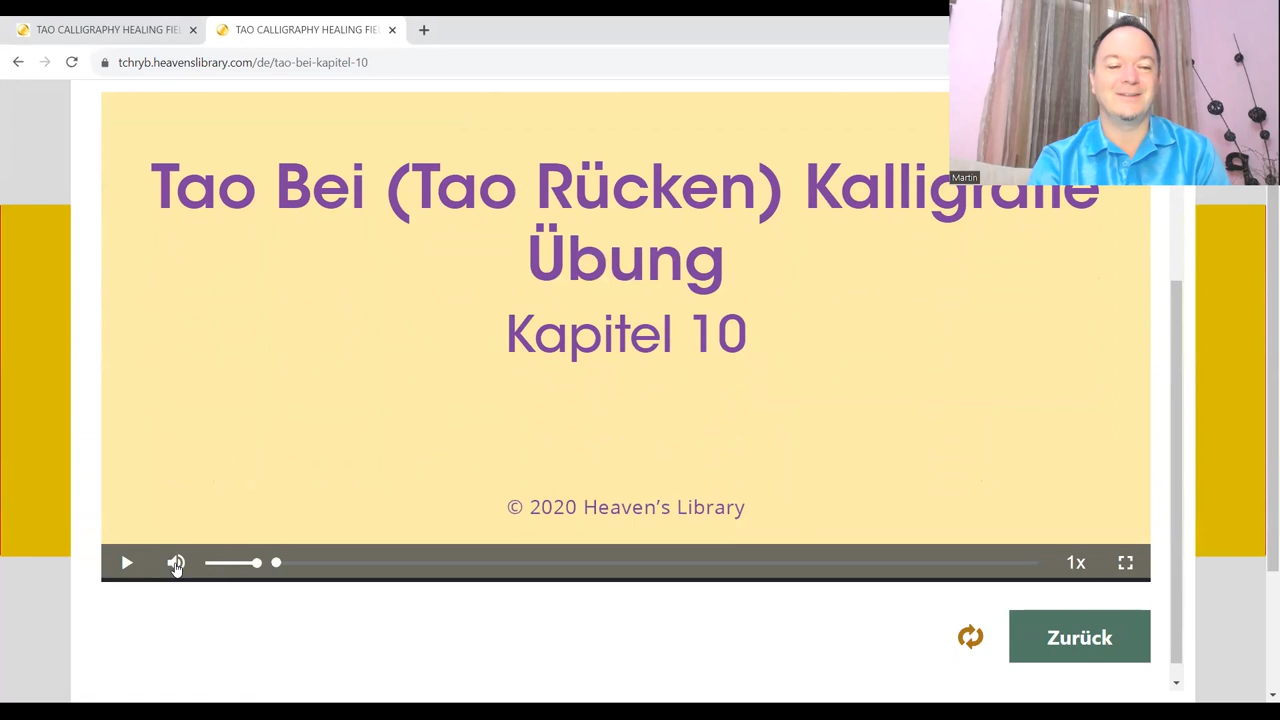 TAO CALLIGRAPHY HEALING FIE
TAO CALLIGRAPHY HEALING FIE
tchryb.heavenslibrary.com/de/tao-bei-kapitel-10
Martin
Tao Bei (Tao Rücken) Kalligrafie
Übung
Kapitel 10
© 2020 Heaven’s Library
1x
Zurück